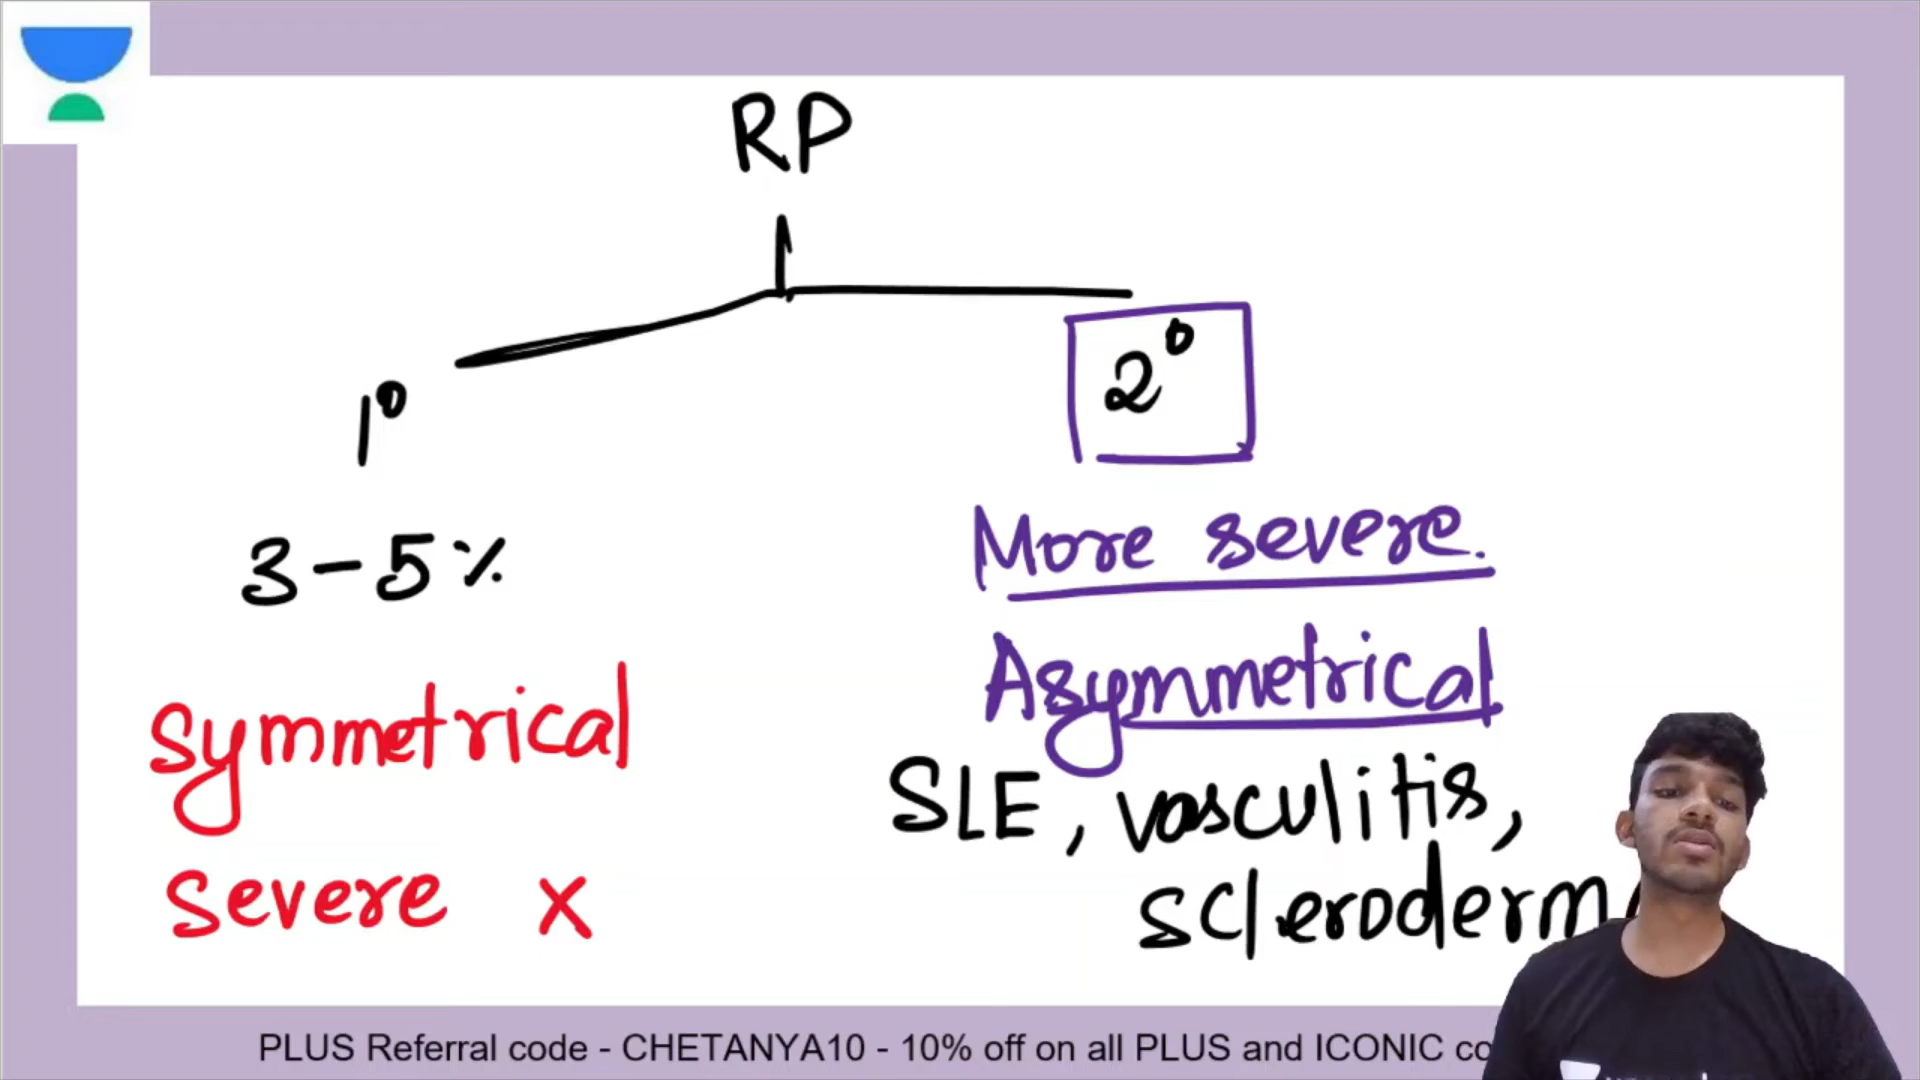 RP
1° 2°
3-5%
More severe.
Symmetrical
Asymmetrical
SLE, vasculitis,
Severe x
scleroderm
PLUS Referral code - CHETANYA10 - 10% off on all PLUS and ICONIC co